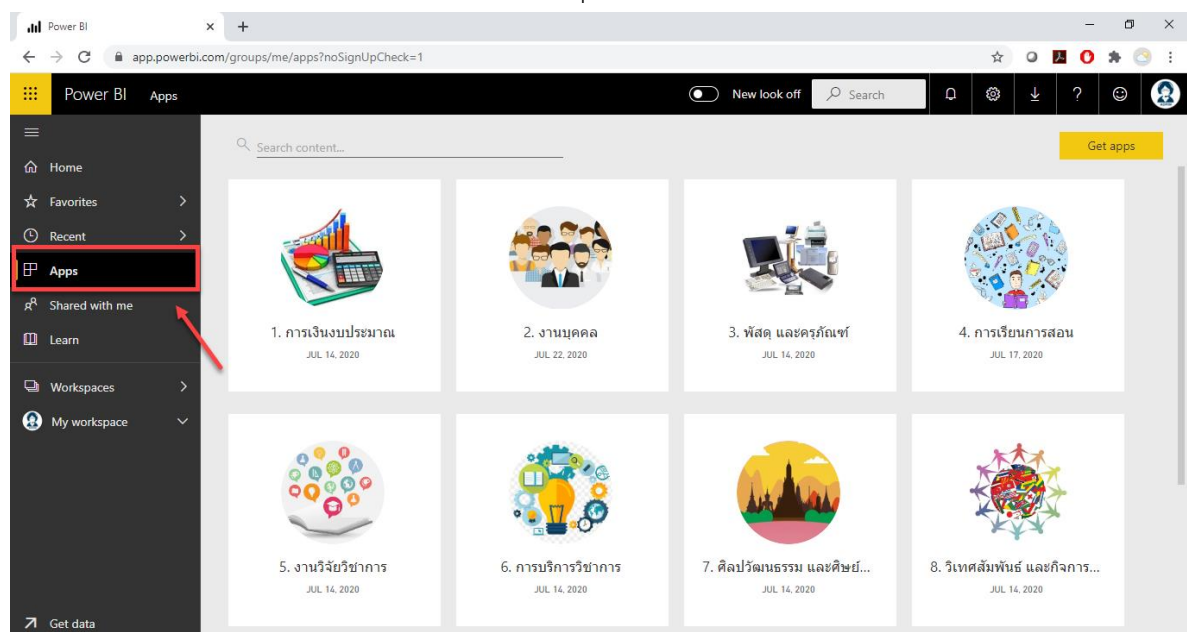 Power BI
app.powerbi.com/groups/me/apps?noSignUpCheck=1
Power BI Apps
New look off
Search
Home
Favorites
Recent
Apps
Shared with me
Learn
Workspaces
My workspace
Get data
Search content...
Get apps
1. การเงินงบประมาณ
JUL 14, 2020
2. งานบุคคล
JUL 22, 2020
3. พัสดุ และครุภัณฑ์
JUL 14, 2020
4. การเรียนการสอน
JUL 17, 2020
5. งานวิจัยวิชาการ
JUL 14, 2020
6. การบริการวิชาการ
JUL 14, 2020
7. ศิลปวัฒนธรรม และศิษย์...
JUL 14, 2020
8. วิเทศสัมพันธ์ และกิจการ...
JUL 14, 2020